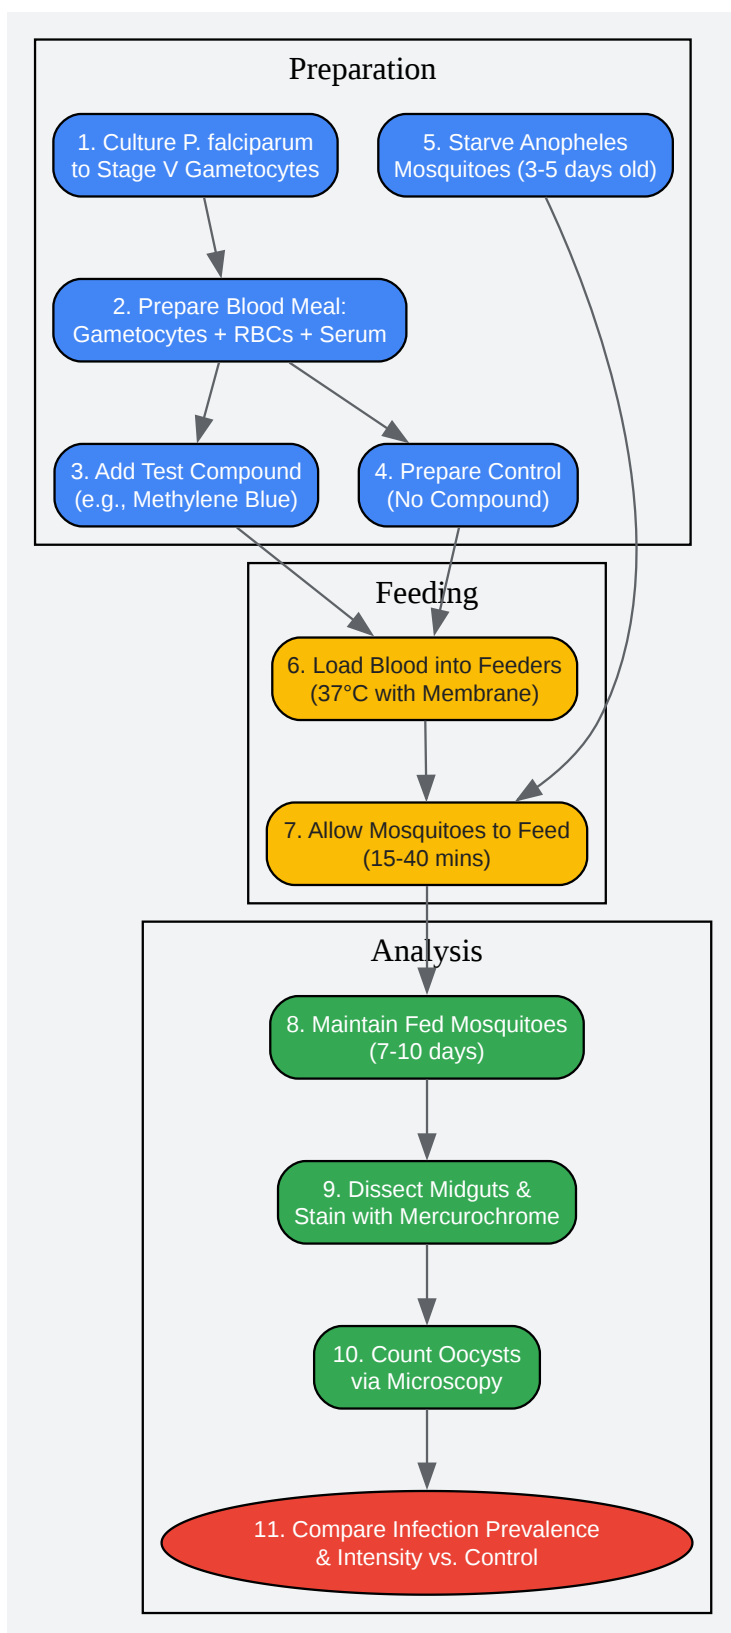 Preparation
1. Culture P. falciparum
to Stage V Gametocytes
5. Starve Anopheles
Mosquitoes (3-5 days old)
2. Prepare Blood Meal:
Gametocytes + RBCs + Serum
3. Add Test Compound
(e.g., Methylene Blue)
4. Prepare Control
(No Compound)
Feeding
6. Load Blood into Feeders
(37°C with Membrane)
7. Allow Mosquitoes to Feed
(15-40 mins)
Analysis
8. Maintain Fed Mosquitoes
(7-10 days)
9. Dissect Midguts &
Stain with Mercurochrome
10. Count Oocysts
via Microscopy
11. Compare Infection Prevalence
& Intensity vs. Control